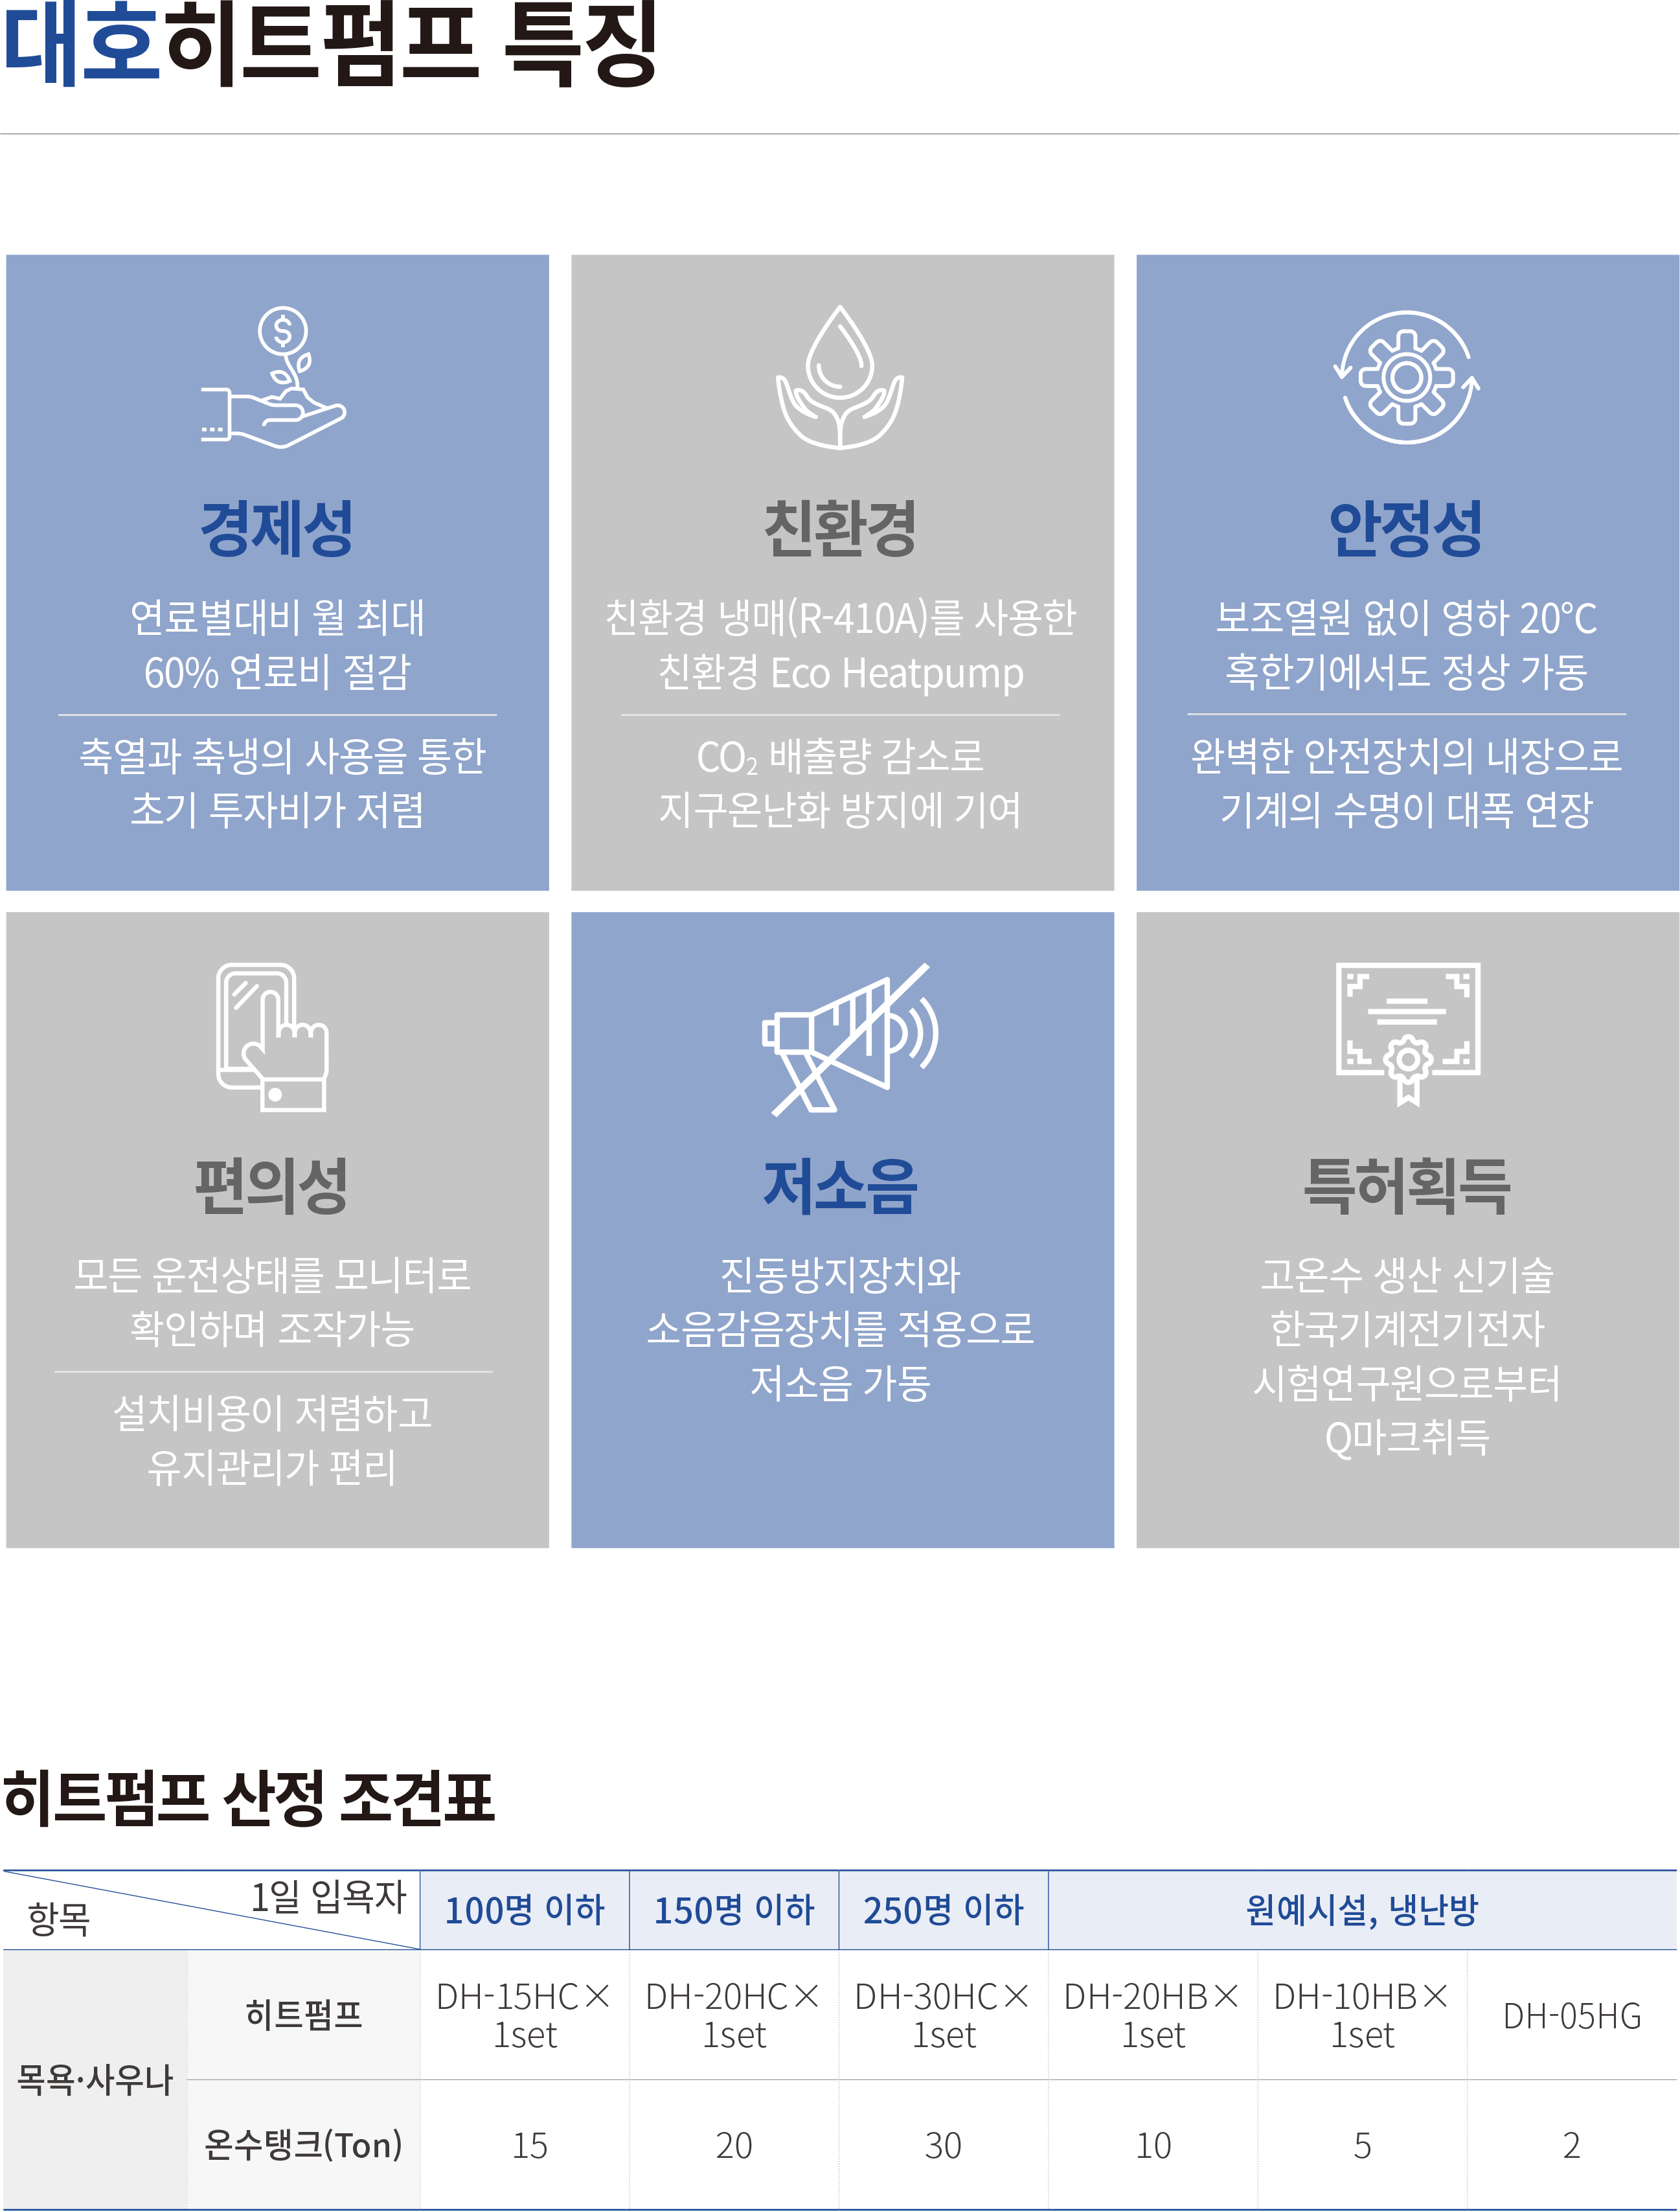 대호히트펌프 특징
경제성
연료별대비 월 최대
60% 연료비 절감
축열과 축냉의 사용을 통한
초기 투자비가 저렴
친환경
친환경 냉매(R-410A)를 사용한
친환경 Eco Heatpump
CO₂ 배출량 감소로
지구온난화 방지에 기여
안정성
보조열원 없이 영하 20℃
혹한기에서도 정상 가동
완벽한 안전장치의 내장으로
기계의 수명이 대폭 연장
편의성
모든 운전상태를 모니터로
확인하며 조작가능
설치비용이 저렴하고
유지관리가 편리
저소음
진동방지장치와
소음감음장치를 적용으로
저소음 가동
특허획득
고온수 생산 신기술
한국기계전기전자
시험연구원으로부터
Q마크취득
히트펌프 산정 조견표
1일 입욕자
항목
100명 이하 150명 이하 250명 이하 원예시설, 냉난방
목욕·사우나
히트펌프
DH-15HC×
1set
DH-20HC×
1set
DH-30HC×
1set
DH-20HB×
1set
DH-10HB×
1set
DH-05HG
온수탱크(Ton) 15 20 30 10 5 2